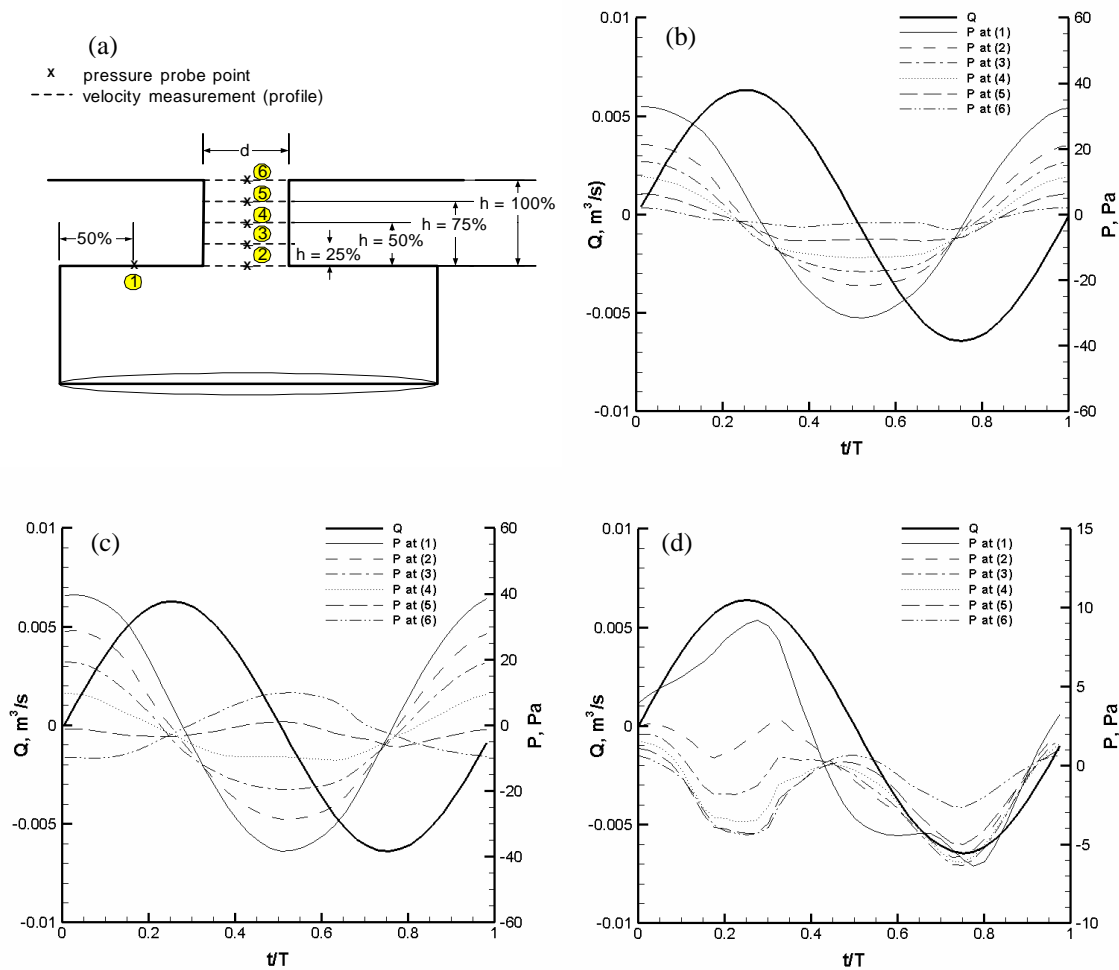 (a)
x pressure probe point
velocity measurement (profile)
d
6
5
4
3
2
1
50%
h = 25%
h = 50%
h = 75%
h = 100%
(b)
Q
P at (1)
P at (2)
P at (3)
P at (4)
P at (5)
P at (6)
0.01
0.005
0
-0.005
-0.01
Q, m³/s)
60
40
20
0
-20
-40
-60
P, Pa
0 0.2 0.4 0.6 0.8 1
t/T
(c)
Q
P at (1)
P at (2)
P at (3)
P at (4)
P at (5)
P at (6)
0.01
0.005
0
-0.005
-0.01
Q, m³/s
60
40
20
0
-20
-40
-60
P, Pa
0 0.2 0.4 0.6 0.8 1
t/T
(d)
Q
P at (1)
P at (2)
P at (3)
P at (4)
P at (5)
P at (6)
0.01
0.005
0
-0.005
-0.01
Q, m³/s
15
10
5
0
-5
-10
P, Pa
0 0.2 0.4 0.6 0.8 1
t/T